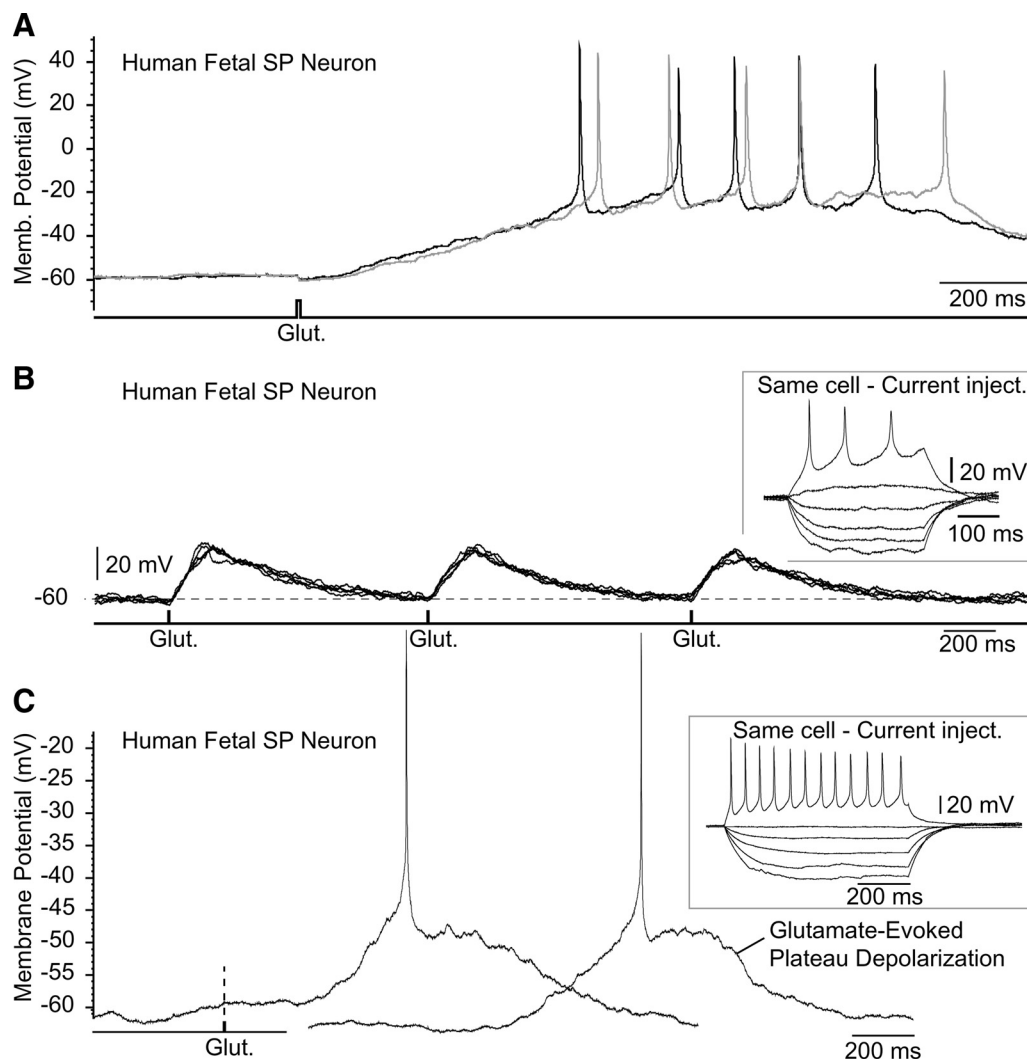 A
Human Fetal SP Neuron
Memb. Potential (mV)
40
20
0
-20
-40
-60
200 ms
Glut.
B
Human Fetal SP Neuron
Same cell - Current inject.
20 mV
100 ms
20 mV
-60
Glut.
Glut.
Glut.
200 ms
C
Human Fetal SP Neuron
Membrane Potential (mV)
-20
-25
-30
-35
-40
-45
-50
-55
-60
Same cell - Current inject.
20 mV
200 ms
Glutamate-Evoked
Plateau Depolarization
Glut.
200 ms